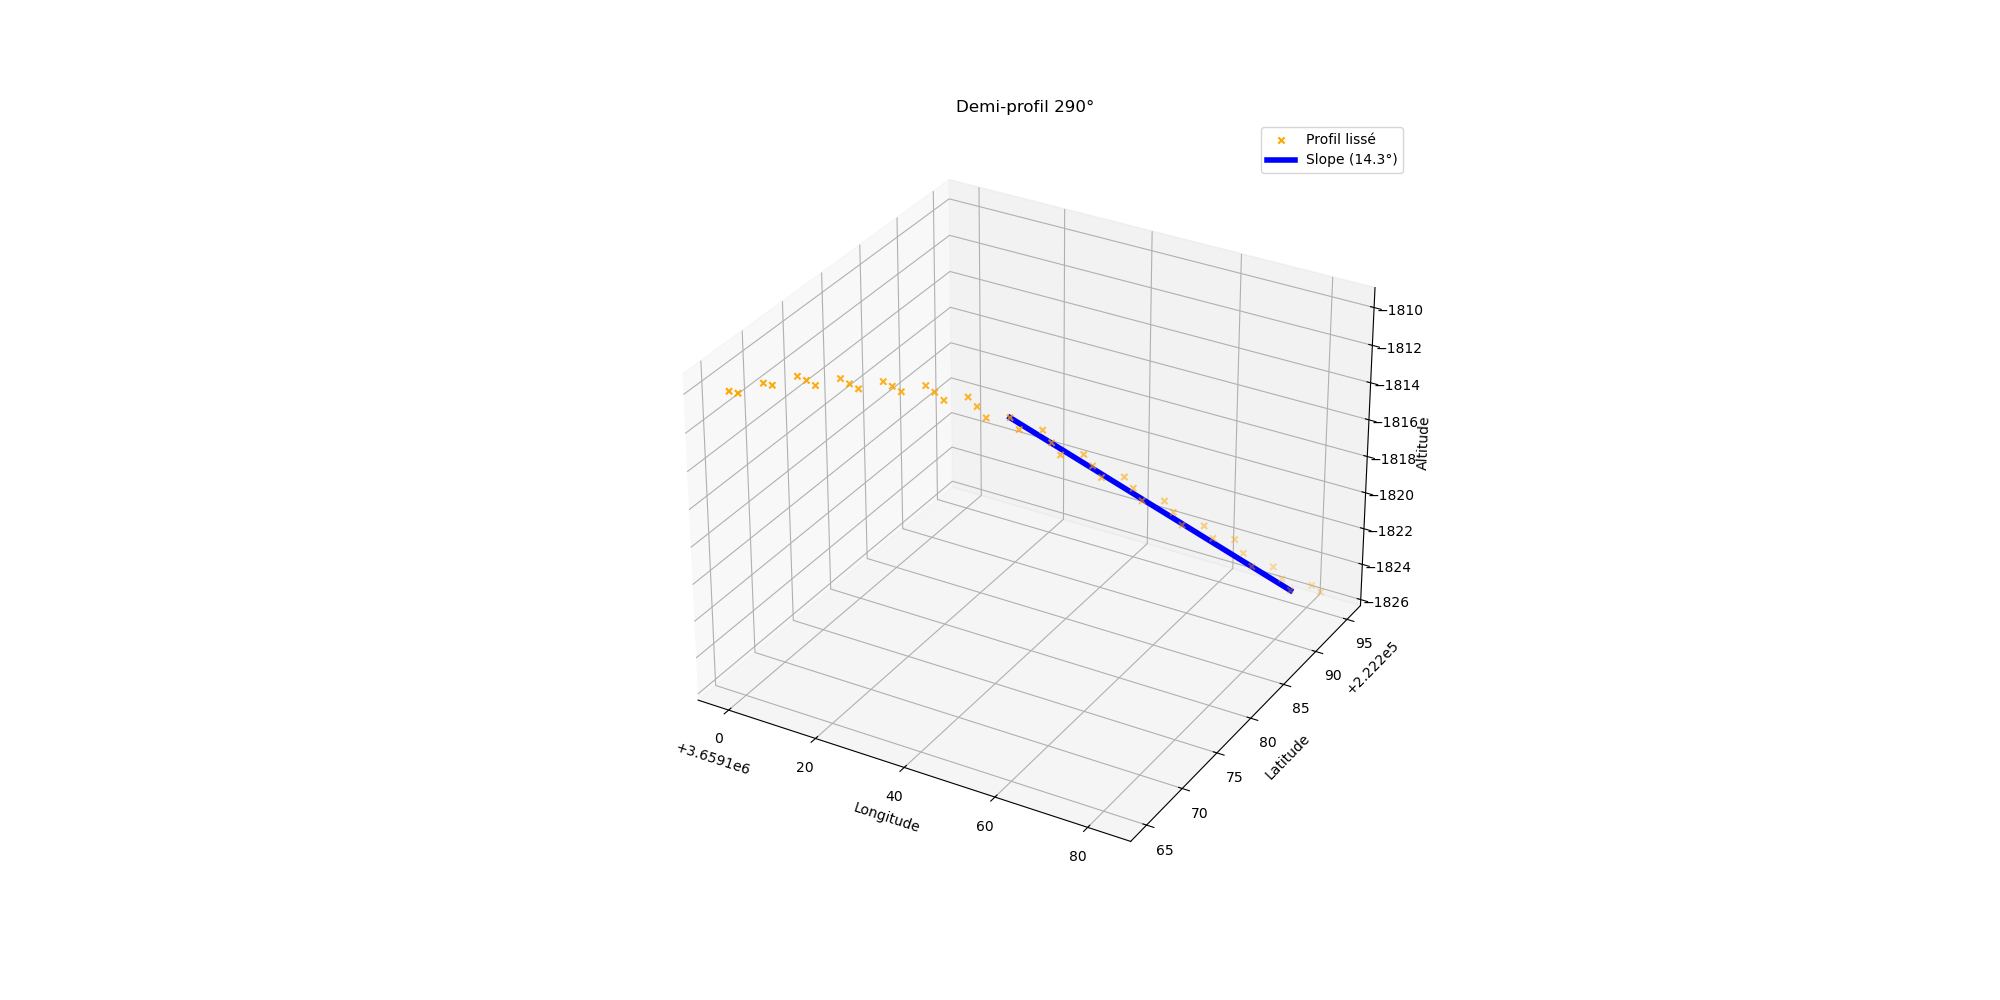 Demi-profil 290°
Profil lissé
Slope (14.3°)
−1810
−1812
−1814
−1816
−1818
−1820
−1822
−1824
−1826
Altitude
95
90
85
80
75
70
65
+2.222e5
Latitude
0
20
40
60
80
+3.6591e6
Longitude